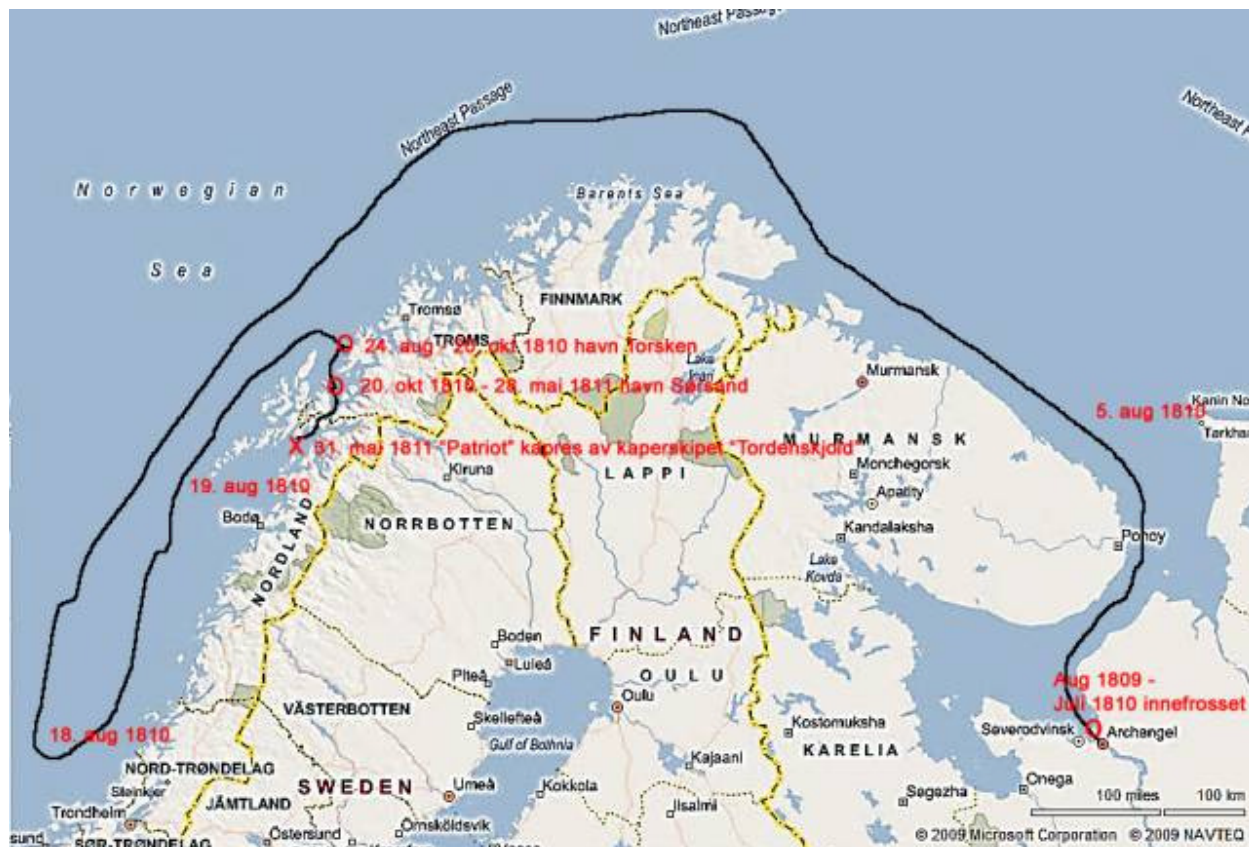 Northeast Passage
Northeast Passage
Northeast
Norwegian
Sea
Barents Sea
FINNMARK
Tromsø
TROMS
24. aug - 20. okt 1810 havn Torsken
Lake
20. okt 1810 - 28. mai 1811 havn Sørsand
Murmansk
5. aug 1810
Kanin No
Tarkhan
31. mai 1811 "Patriot" kapres av kaperskipet "Tordenskjold"
MURMANSK
Kiruna
LAPPI
Monchegorsk
19. aug 1810
Apatity
Bodø
NORRBOTTEN
Kandalaksha
Ponoy
NORDLAND
Lake
Kovda
Boden
FINLAND
Luleå
OULU
Piteå
Aug 1809 -
Juli 1810 innefrosset
VÄSTERBOTTEN
Oulu
Skellefteå
Kostomuksha
18. aug 1810
Severodvinsk
Archangel
Gulf of Bothnia
KARELIA
NORD-TRØNDELAG
Kajaani
Steinkjer
SWEDEN
Umeå
Kokkola
Onega
JÄMTLAND
Iisalmi
Segezha
100 miles
100 km
Trondheim
Örnsköldsvik
Östersund
sund
SØR-TRØNDELAG
© 2009 Microsoft Corporation © 2009 NAVTEQ